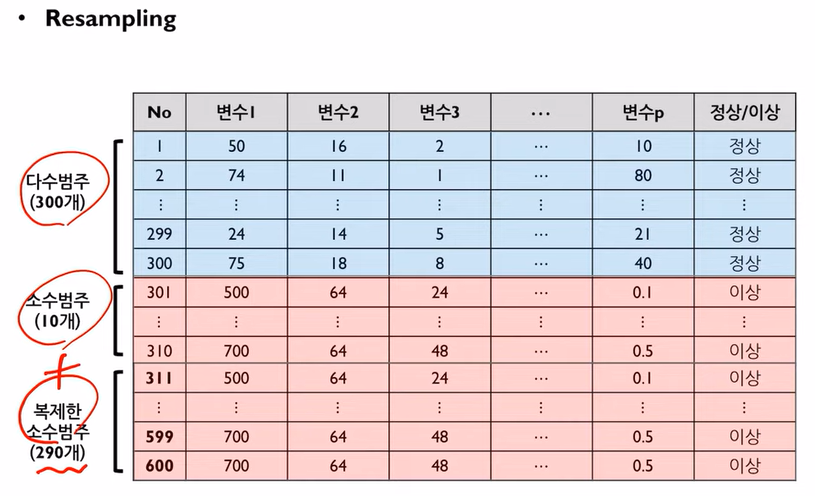 • Resampling
No 변수1 변수2 변수3 ... 변수p 정상/이상
1 50 16 2 ... 10 정상
2 74 11 1 ... 80 정상
⋮ ⋮ ⋮ ⋮ ⋮ ⋮ ⋮
299 24 14 5 ... 21 정상
300 75 18 8 ... 40 정상
다수범주
(300개)
301 500 64 24 ... 0.1 이상
⋮ ⋮ ⋮ ⋮ ⋮ ⋮ ⋮
310 700 64 48 ... 0.5 이상
소수범주
(10개)
+
311 500 64 24 ... 0.1 이상
⋮ ⋮ ⋮ ⋮ ⋮ ⋮ ⋮
599 700 64 48 ... 0.5 이상
600 700 64 48 ... 0.5 이상
복제한
소수범주
(290개)